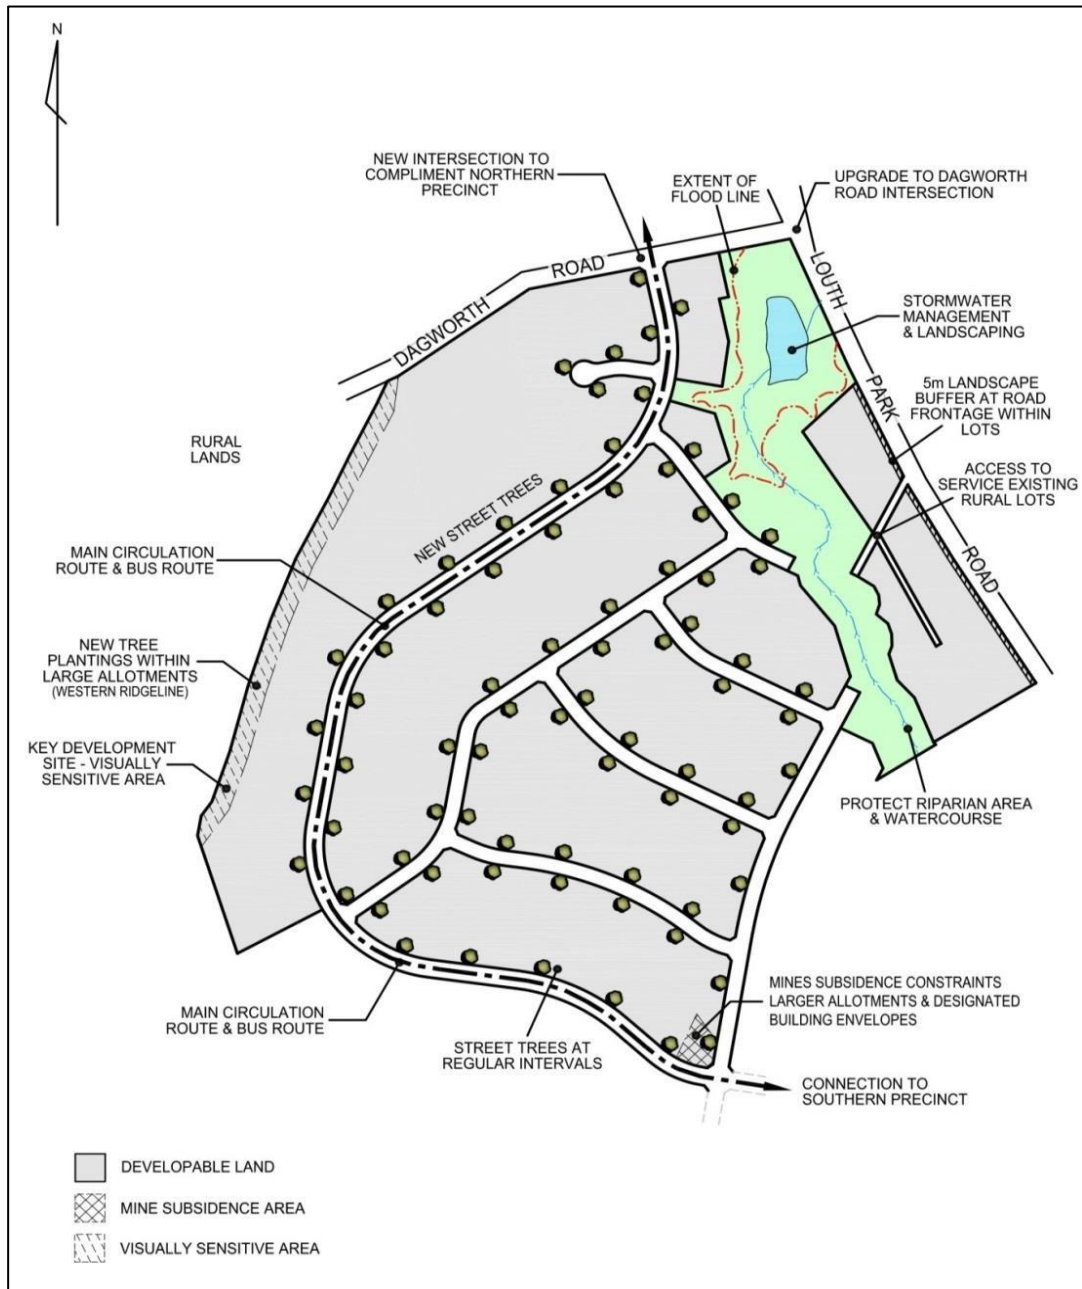 N
NEW INTERSECTION TO
COMPLIMENT NORTHERN
PRECINCT
EXTENT OF
FLOOD LINE
UPGRADE TO DAGWORTH
ROAD INTERSECTION
DAGWORTH ROAD
LOUTH PARK ROAD
STORMWATER
MANAGEMENT
& LANDSCAPING
5m LANDSCAPE
BUFFER AT ROAD
FRONTAGE WITHIN
LOTS
RURAL
LANDS
ACCESS TO
SERVICE EXISTING
RURAL LOTS
NEW STREET TREES
MAIN CIRCULATION
ROUTE & BUS ROUTE
NEW TREE
PLANTINGS WITHIN
LARGE ALLOTMENTS
(WESTERN RIDGELINE)
KEY DEVELOPMENT
SITE - VISUALLY
SENSITIVE AREA
PROTECT RIPARIAN AREA
& WATERCOURSE
MAIN CIRCULATION
ROUTE & BUS ROUTE
STREET TREES AT
REGULAR INTERVALS
MINES SUBSIDENCE CONSTRAINTS
LARGER ALLOTMENTS & DESIGNATED
BUILDING ENVELOPES
CONNECTION TO
SOUTHERN PRECINCT
DEVELOPABLE LAND
MINE SUBSIDENCE AREA
VISUALLY SENSITIVE AREA